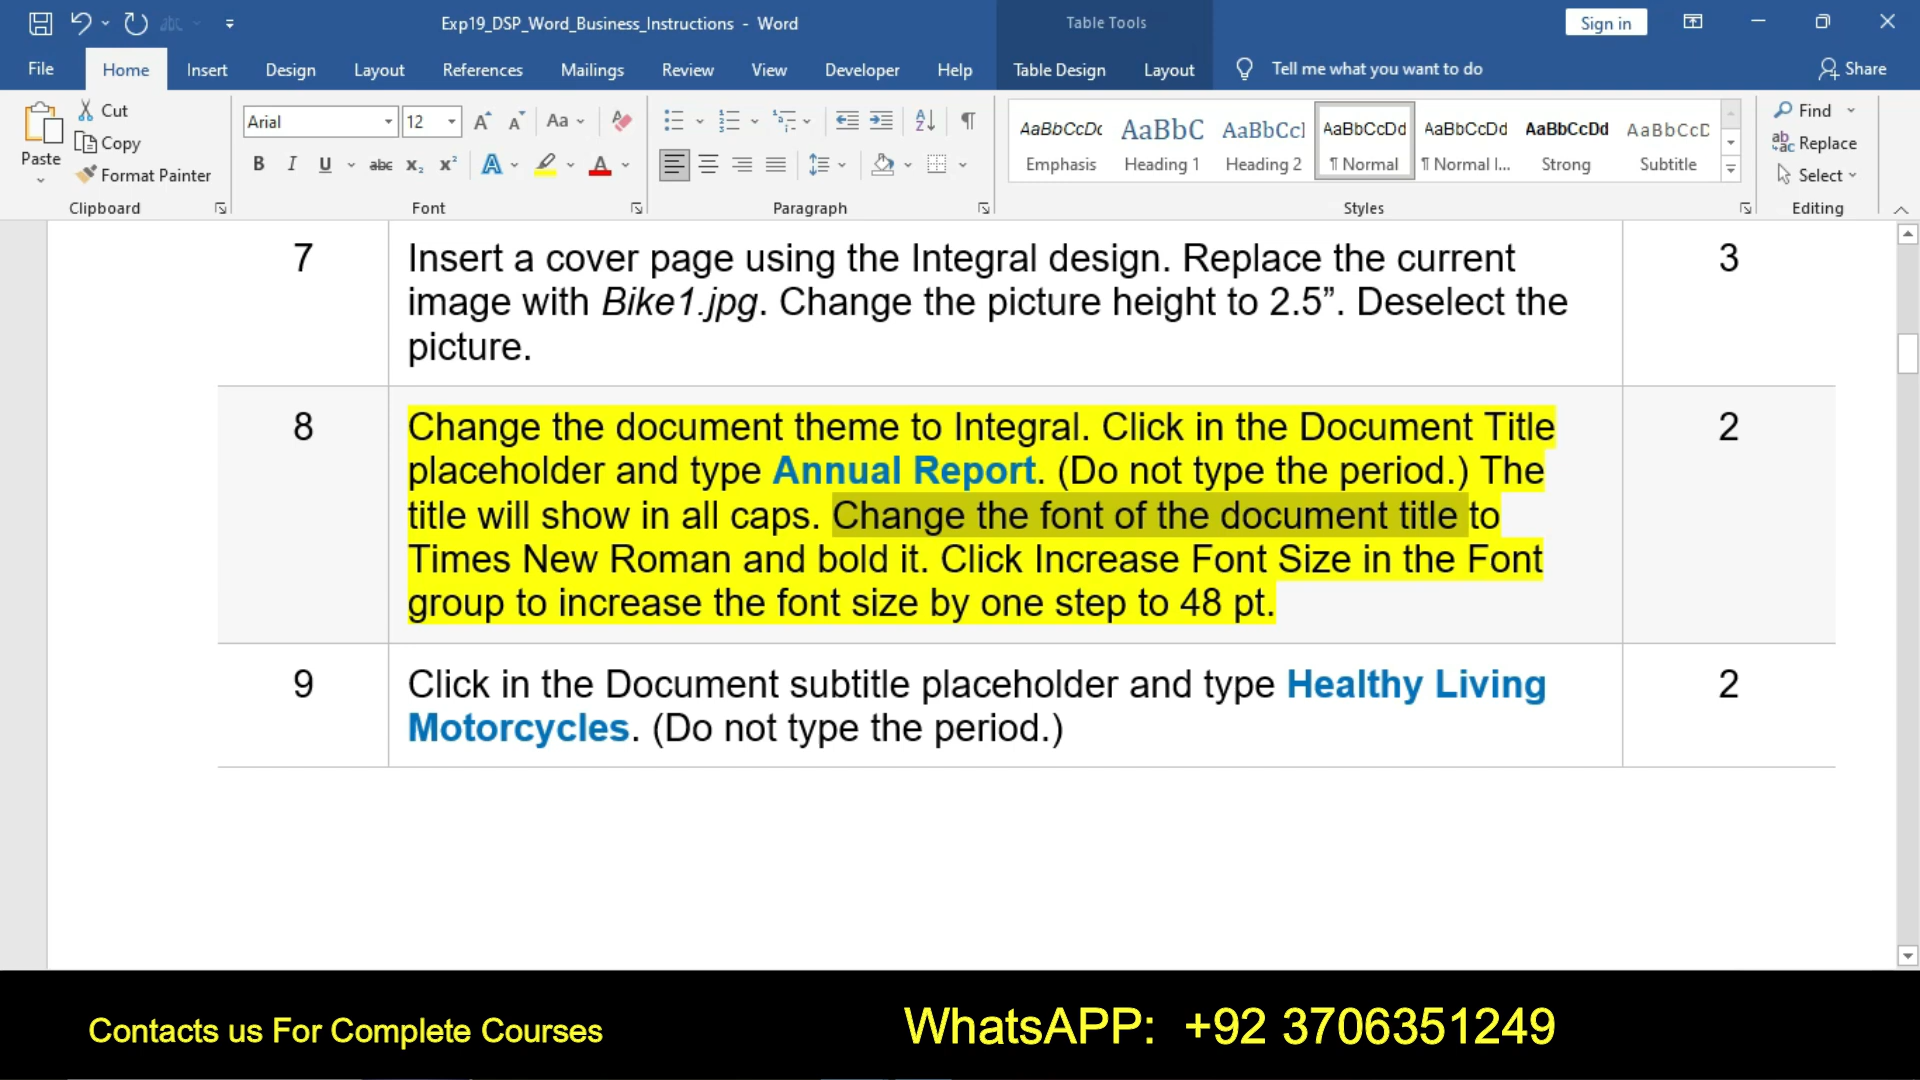 Exp19_DSP_Word_Business_Instructions - Word
Table Tools
Sign in
File Home Insert Design Layout References Mailings Review View Developer Help Table Design Layout Tell me what you want to do Share
Paste
Cut
Copy
Format Painter
Clipboard
Arial 12
Aa
B I U abc x₂ x² A A
Font
Paragraph
AaBbCcDc AaBbC AaBbCcI AaBbCcDd AaBbCcDd AaBbCcDd AaBbCcC
Emphasis Heading 1 Heading 2 ¶ Normal ¶ Normal I... Strong Subtitle
Styles
Find
Replace
Select
Editing
7 Insert a cover page using the Integral design. Replace the current 3
image with Bike1.jpg. Change the picture height to 2.5”. Deselect the
picture.
8 Change the document theme to Integral. Click in the Document Title 2
placeholder and type Annual Report. (Do not type the period.) The
title will show in all caps. Change the font of the document title to
Times New Roman and bold it. Click Increase Font Size in the Font
group to increase the font size by one step to 48 pt.
9 Click in the Document subtitle placeholder and type Healthy Living 2
Motorcycles. (Do not type the period.)
Contacts us For Complete Courses
WhatsAPP: +92 3706351249